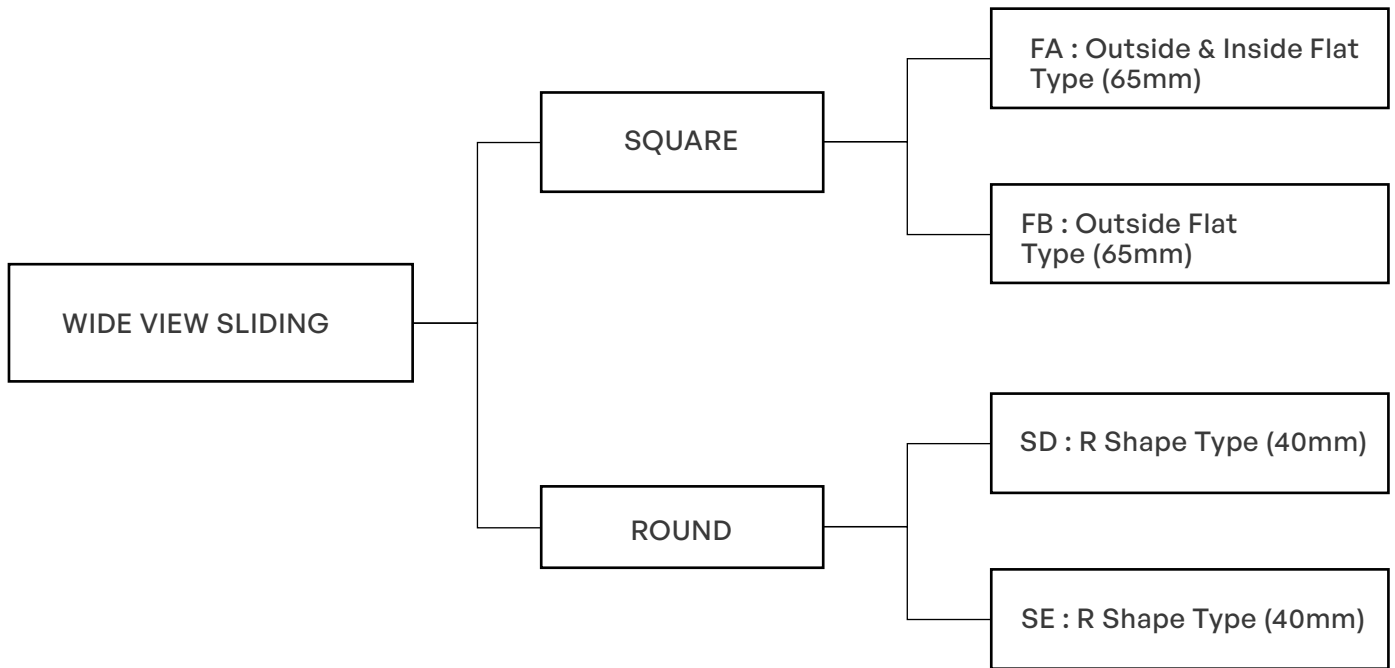 WIDE VIEW SLIDING
SQUARE
FA : Outside & Inside Flat
Type (65mm)
FB : Outside Flat
Type (65mm)
ROUND
SD : R Shape Type (40mm)
SE : R Shape Type (40mm)